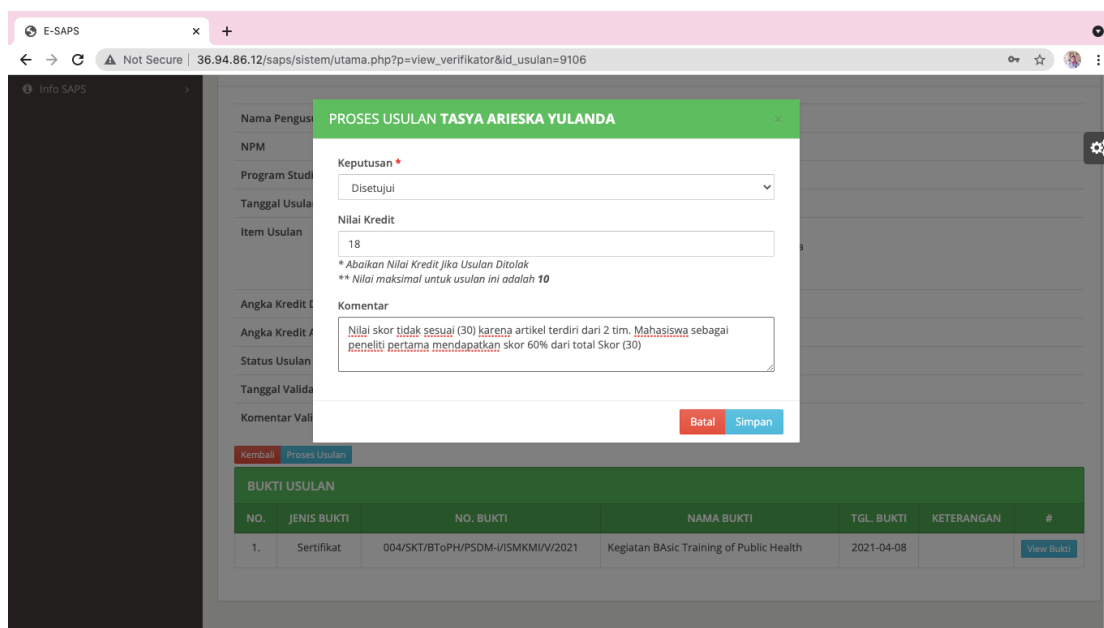 E-SAPS
Not Secure | 36.94.86.12/saps/sistem/utama.php?p=view_verifikator&id_usulan=9106
Info SAPS
PROSES USULAN TASYA ARIESKA YULANDA
Nama Pengusu
NPM
Program Studi
Tanggal Usula
Item Usulan
Angka Kredit
Angka Kredit
Status Usulan
Tanggal Valida
Komentar Vali
Keputusan *
Disetujui
Nilai Kredit
18
* Abaikan Nilai Kredit Jika Usulan Ditolak
** Nilai maksimal untuk usulan ini adalah 10
Komentar
Nilai skor tidak sesuai (30) karena artikel terdiri dari 2 tim. Mahasiswa sebagai
peneliti pertama mendapatkan skor 60% dari total Skor (30)
Batal Simpan
Kembali Proses Usulan
BUKTI USULAN
NO. JENIS BUKTI NO. BUKTI NAMA BUKTI TGL. BUKTI KETERANGAN #
1. Sertifikat 004/SKT/BToPH/PSDM-i/ISMKMI/V/2021 Kegiatan BAsic Training of Public Health 2021-04-08 View Bukti